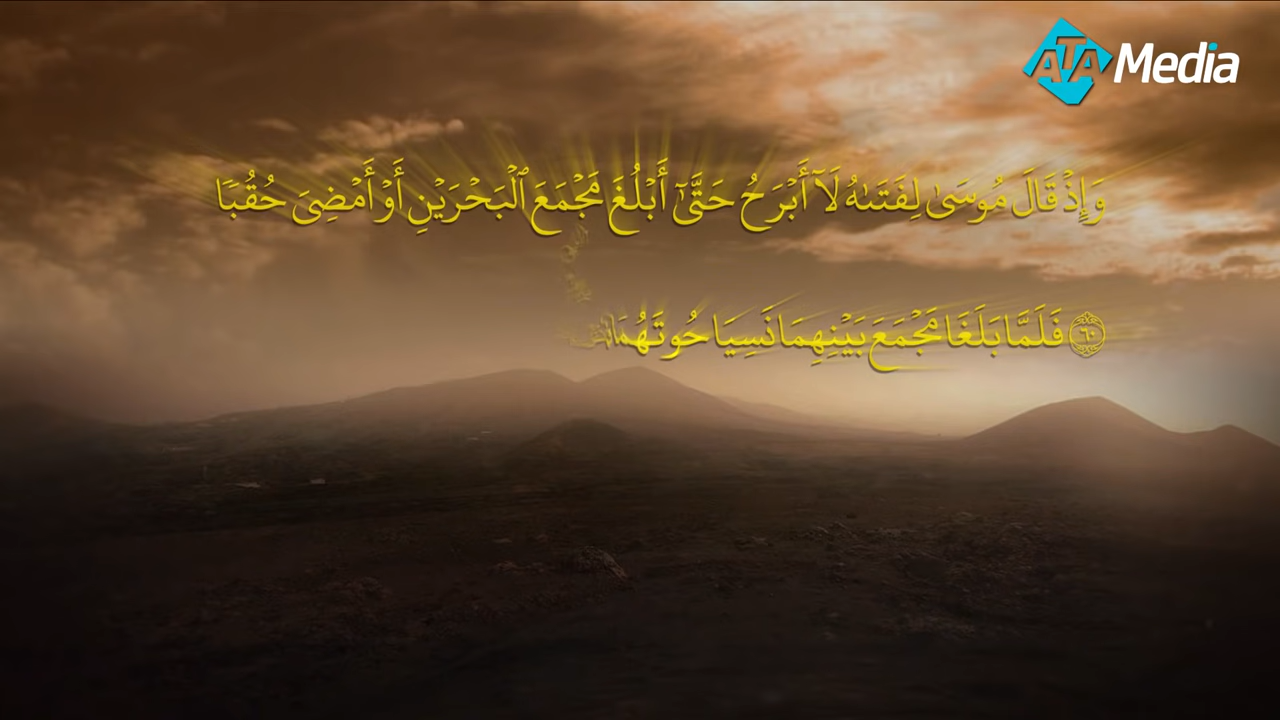 ATA Media
وَإِذْ قَالَ مُوسَىٰ لِفَتَىٰهُ لَآ أَبْرَحُ حَتَّىٰٓ أَبْلُغَ مَجْمَعَ ٱلْبَحْرَيْنِ أَوْ أَمْضِىَ حُقُبًا
٦٠ فَلَمَّا بَلَغَا مَجْمَعَ بَيْنِهِمَا نَسِيَا حُوتَهُمَا